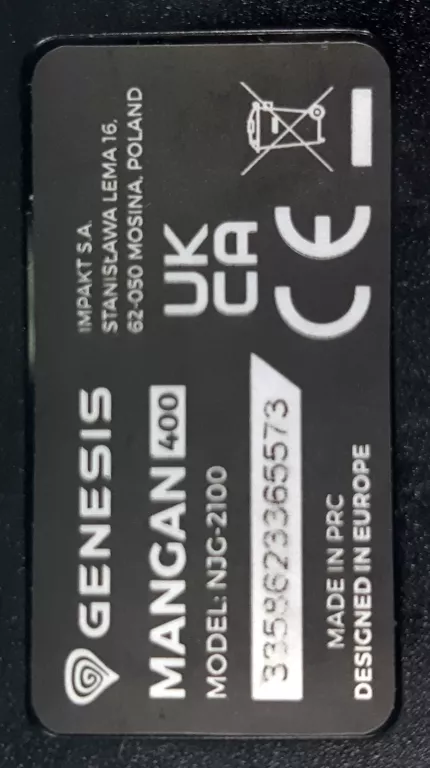 GENESIS
MANGAN 400
MODEL: NJG-2100
3358623365573
MADE IN PRC
DESIGNED IN EUROPE
IMPAKT S.A.
STANISŁAWA LEMA 16,
62-050 MOSINA, POLAND
UK
CA
CE